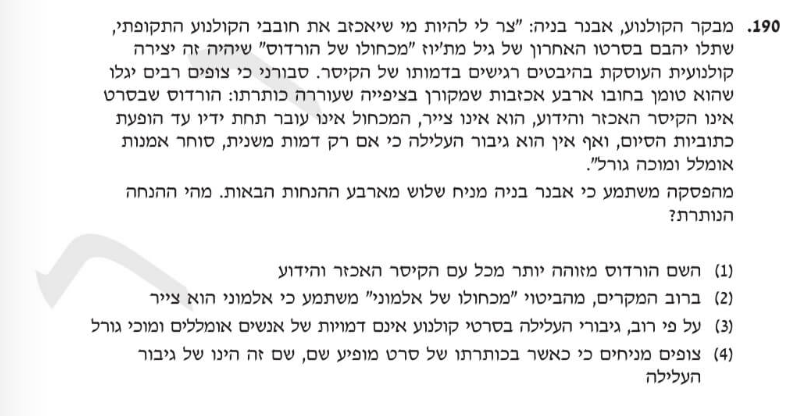 190. מבקר הקולנוע, אבנר בניה: "צר לי להיות מי שיאכזב את חובבי הקולנוע התקופתי,
שתלו יהבם בסרטו האחרון של גיל מת'יוז "מכחולו של הורדוס" שיהיה זה יצירה
קולנועית העוסקת בהיבטים רגישים בדמותו של הקיסר. סבורני כי צופים רבים יגלו
שהוא טומן בחובו ארבע אכזבות שמקורן בציפייה שעוררה כותרתו: הורדוס שבסרט
אינו הקיסר האכזר והידוע, הוא אינו צייר, המכחול אינו עובר תחת ידיו עד הופעת
כתוביות הסיום, ואף אין הוא גיבור העלילה כי אם רק דמות משנית, סוחר אמנות
אומלל ומוכה גורל".
מהפסקה משתמע כי אבנר בניה מניח שלוש מארבע ההנחות הבאות. מהי ההנחה
הנותרת?
(1) השם הורדוס מזוהה יותר מכל עם הקיסר האכזר והידוע
(2) ברוב המקרים, מהביטוי "מכחולו של אלמוני" משתמע כי אלמוני הוא צייר
(3) על פי רוב, גיבורי העלילה בסרטי קולנוע אינם דמויות של אנשים אומללים ומוכי גורל
(4) צופים מניחים כי כאשר בכותרתו של סרט מופיע שם, שם זה הינו של גיבור
העלילה